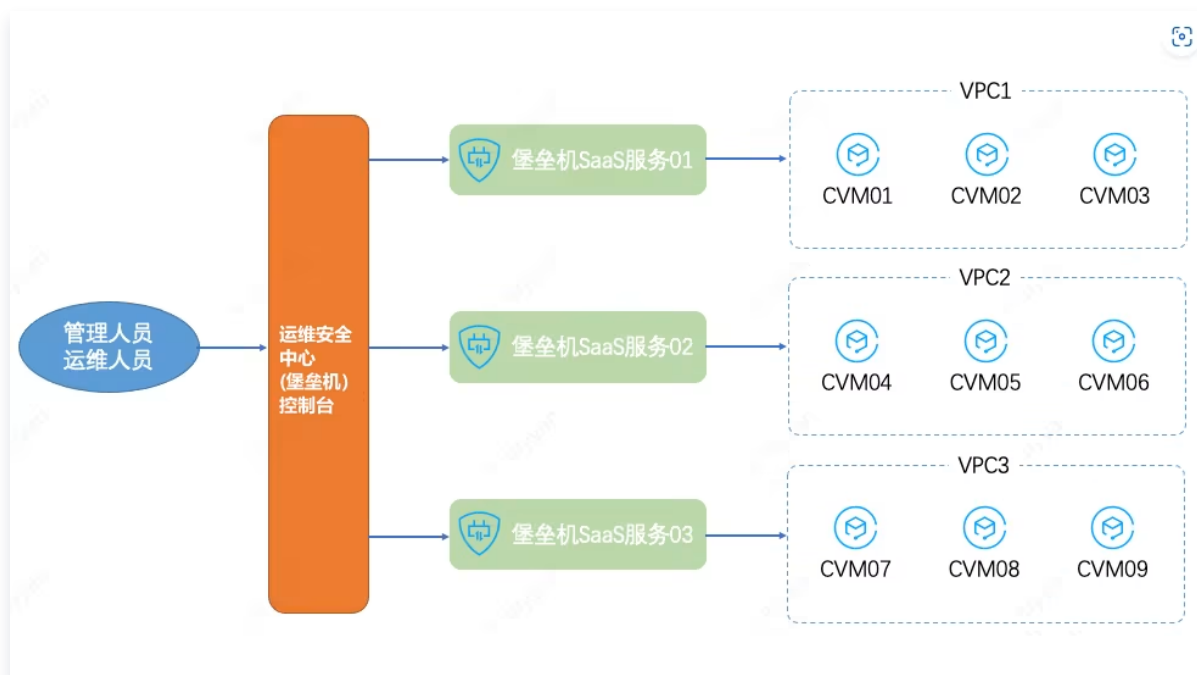 管理人员
运维人员
运维安全
中心
(堡垒机)
控制台
堡垒机SaaS服务01
堡垒机SaaS服务02
堡垒机SaaS服务03
VPC1
CVM01 CVM02 CVM03
VPC2
CVM04 CVM05 CVM06
VPC3
CVM07 CVM08 CVM09